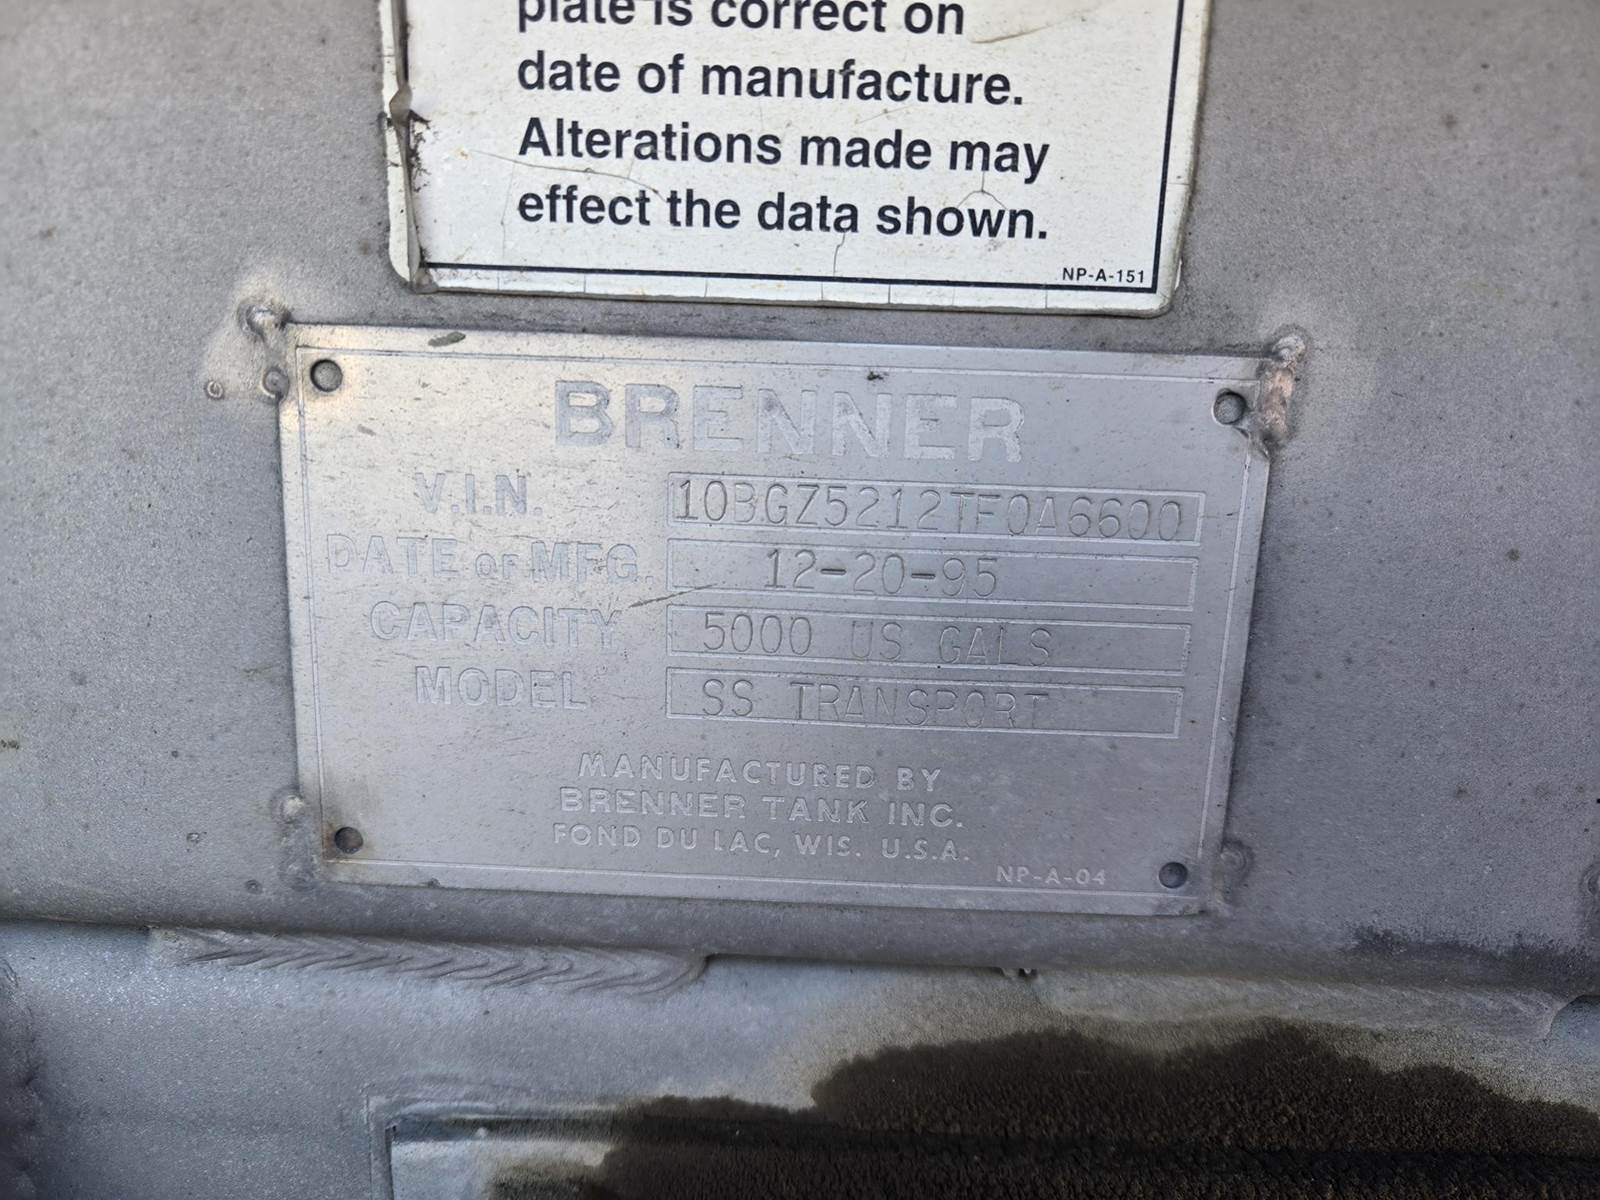 plate is correct on
date of manufacture.
Alterations made may
effect the data shown.
NP-A-151
BRENNER
V.I.N. 10BGZ5212TF0A6600
DATE OF MFG. 12-20-95
CAPACITY 5000 US GALS
MODEL SS TRANSPORT
MANUFACTURED BY
BRENNER TANK INC.
FOND DU LAC, WIS. U.S.A.
NP-A-04